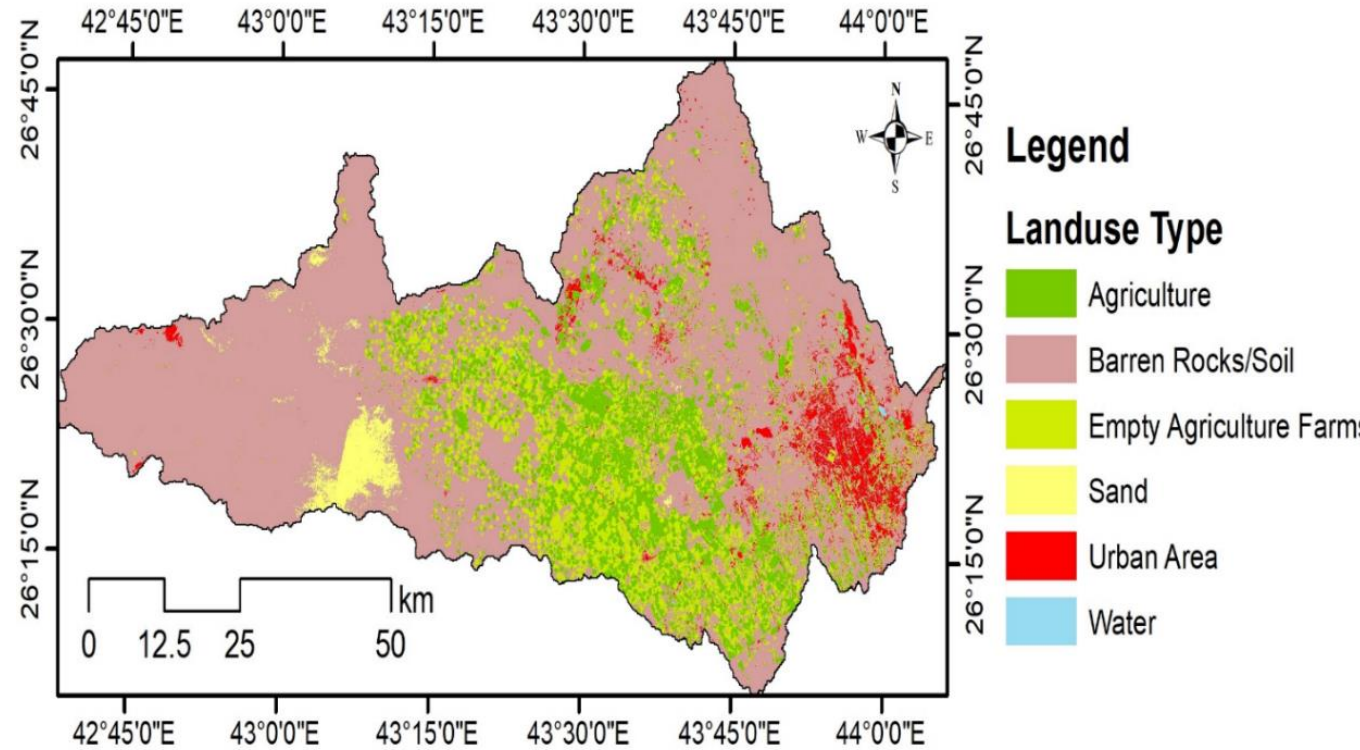 42°45'0"E 43°0'0"E 43°15'0"E 43°30'0"E 43°45'0"E 44°0'0"E
26°45'0"N
26°30'0"N
26°15'0"N
N
W E
S
26°45'0"N
26°30'0"N
26°15'0"N
km
0 12.5 25 50
42°45'0"E 43°0'0"E 43°15'0"E 43°30'0"E 43°45'0"E 44°0'0"E
Legend
Landuse Type
Agriculture
Barren Rocks/Soil
Empty Agriculture Farms
Sand
Urban Area
Water